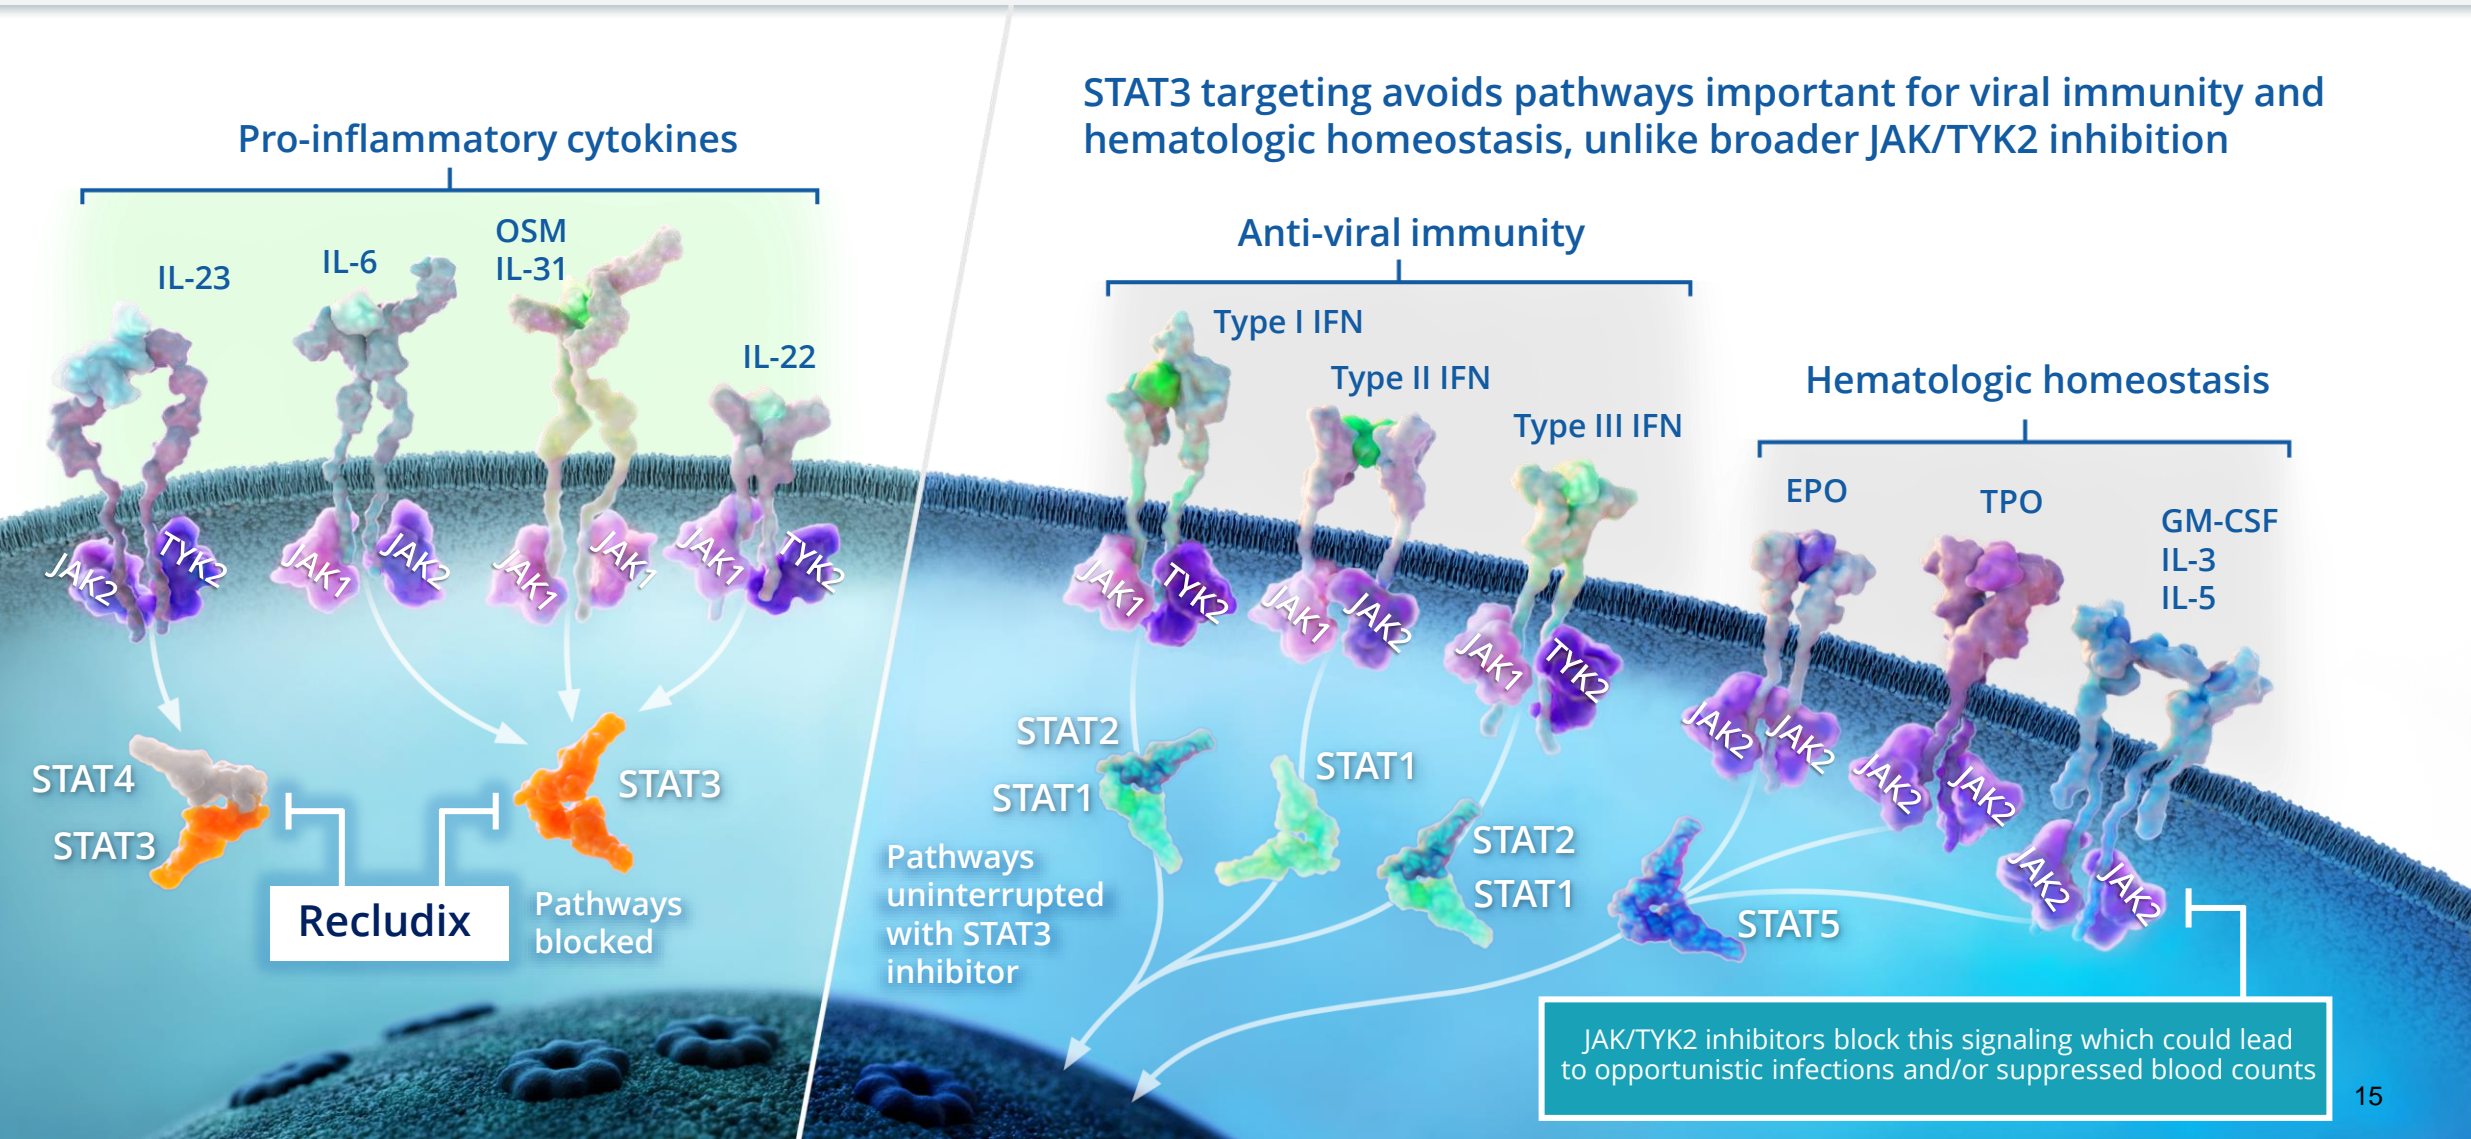 Pro-inflammatory cytokines
IL-23
IL-6
OSM
IL-31
IL-22
JAK2
TYK2
JAK1
JAK2
JAK1
JAK1
JAK1
TYK2
STAT4
STAT3
STAT3
Recludix
Pathways
blocked
STAT3 targeting avoids pathways important for viral immunity and
hematologic homeostasis, unlike broader JAK/TYK2 inhibition
Anti-viral immunity
Type I IFN
Type II IFN
Type III IFN
JAK1
TYK2
JAK1
JAK2
JAK1
TYK2
STAT2
STAT1
STAT1
STAT2
STAT1
Pathways
uninterrupted
with STAT3
inhibitor
Hematologic homeostasis
EPO
TPO
GM-CSF
IL-3
IL-5
JAK2
JAK2
JAK2
JAK2
JAK2
JAK2
STAT5
JAK/TYK2 inhibitors block this signaling which could lead
to opportunistic infections and/or suppressed blood counts
15